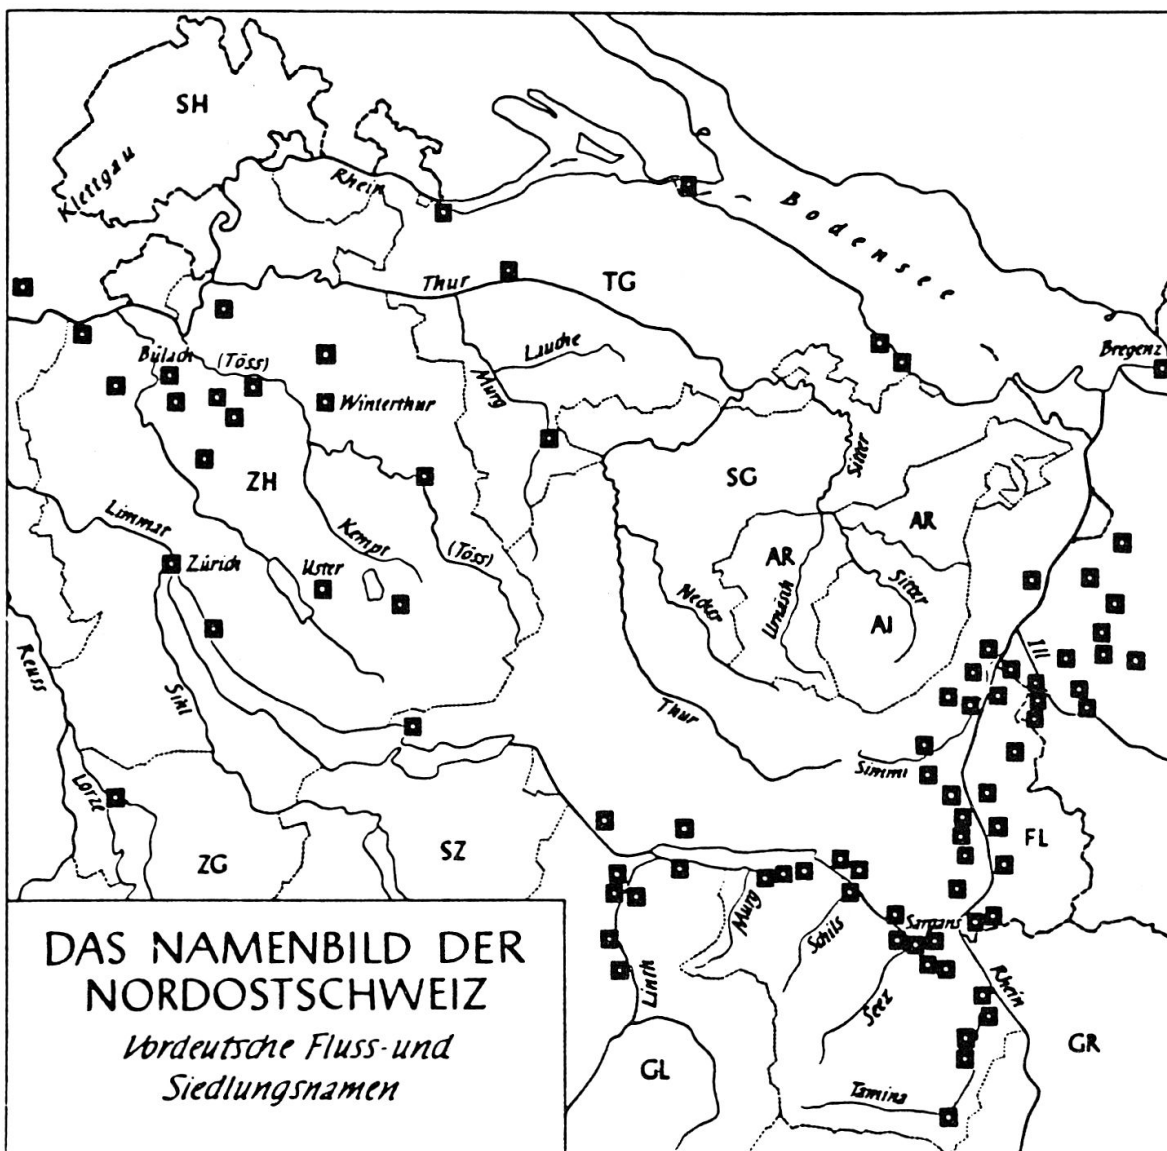 SH
Klettgau
Rhein
Bodensee
Thur
TG
Lauche
Murg
Bülach
(Töss)
Winterthur
Bregenz
ZH
SG
Sitter
AR
Limmat
Kempt
Zürich
Uster
(Töss)
AR
Necker
Urnäsch
Sitter
AI
Ill
Reuss
Sihl
Thur
Simmi
Lorze
ZG
SZ
FL
Murg
Schils
Sargans
Linth
Seez
Rhein
GR
GL
Tamina
DAS NAMENBILD DER
NORDOSTSCHWEIZ
Vordeutsche Fluss- und
Siedlungsnamen